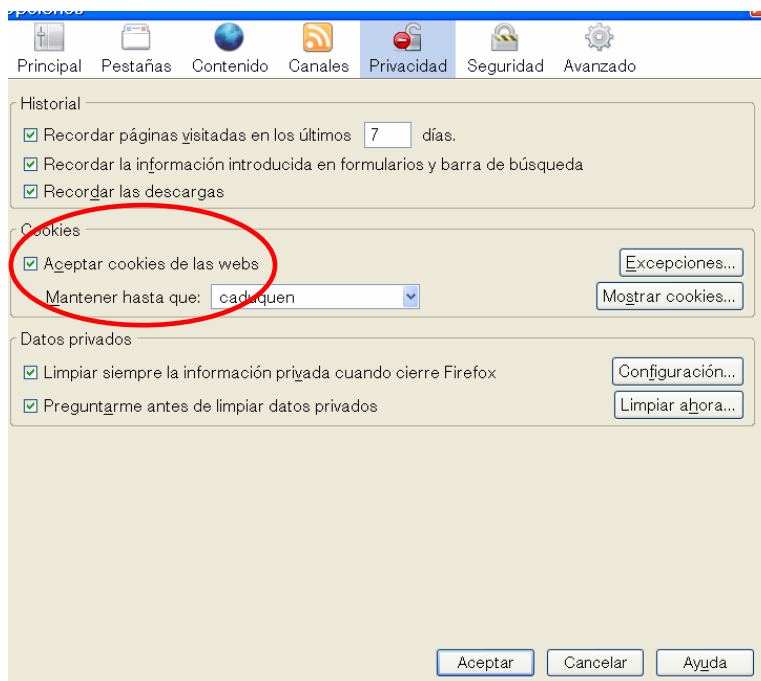 Opciones
Principal Pestañas Contenido Canales Privacidad Seguridad Avanzado
Historial
Recordar páginas visitadas en los últimos 7 días.
Recordar la información introducida en formularios y barra de búsqueda
Recordar las descargas
Cookies
Aceptar cookies de las webs Excepciones...
Mantener hasta que: caduquen Mostrar cookies...
Datos privados
Limpiar siempre la información privada cuando cierre Firefox Configuración...
Preguntarme antes de limpiar datos privados Limpiar ahora...
Aceptar Cancelar Ayuda